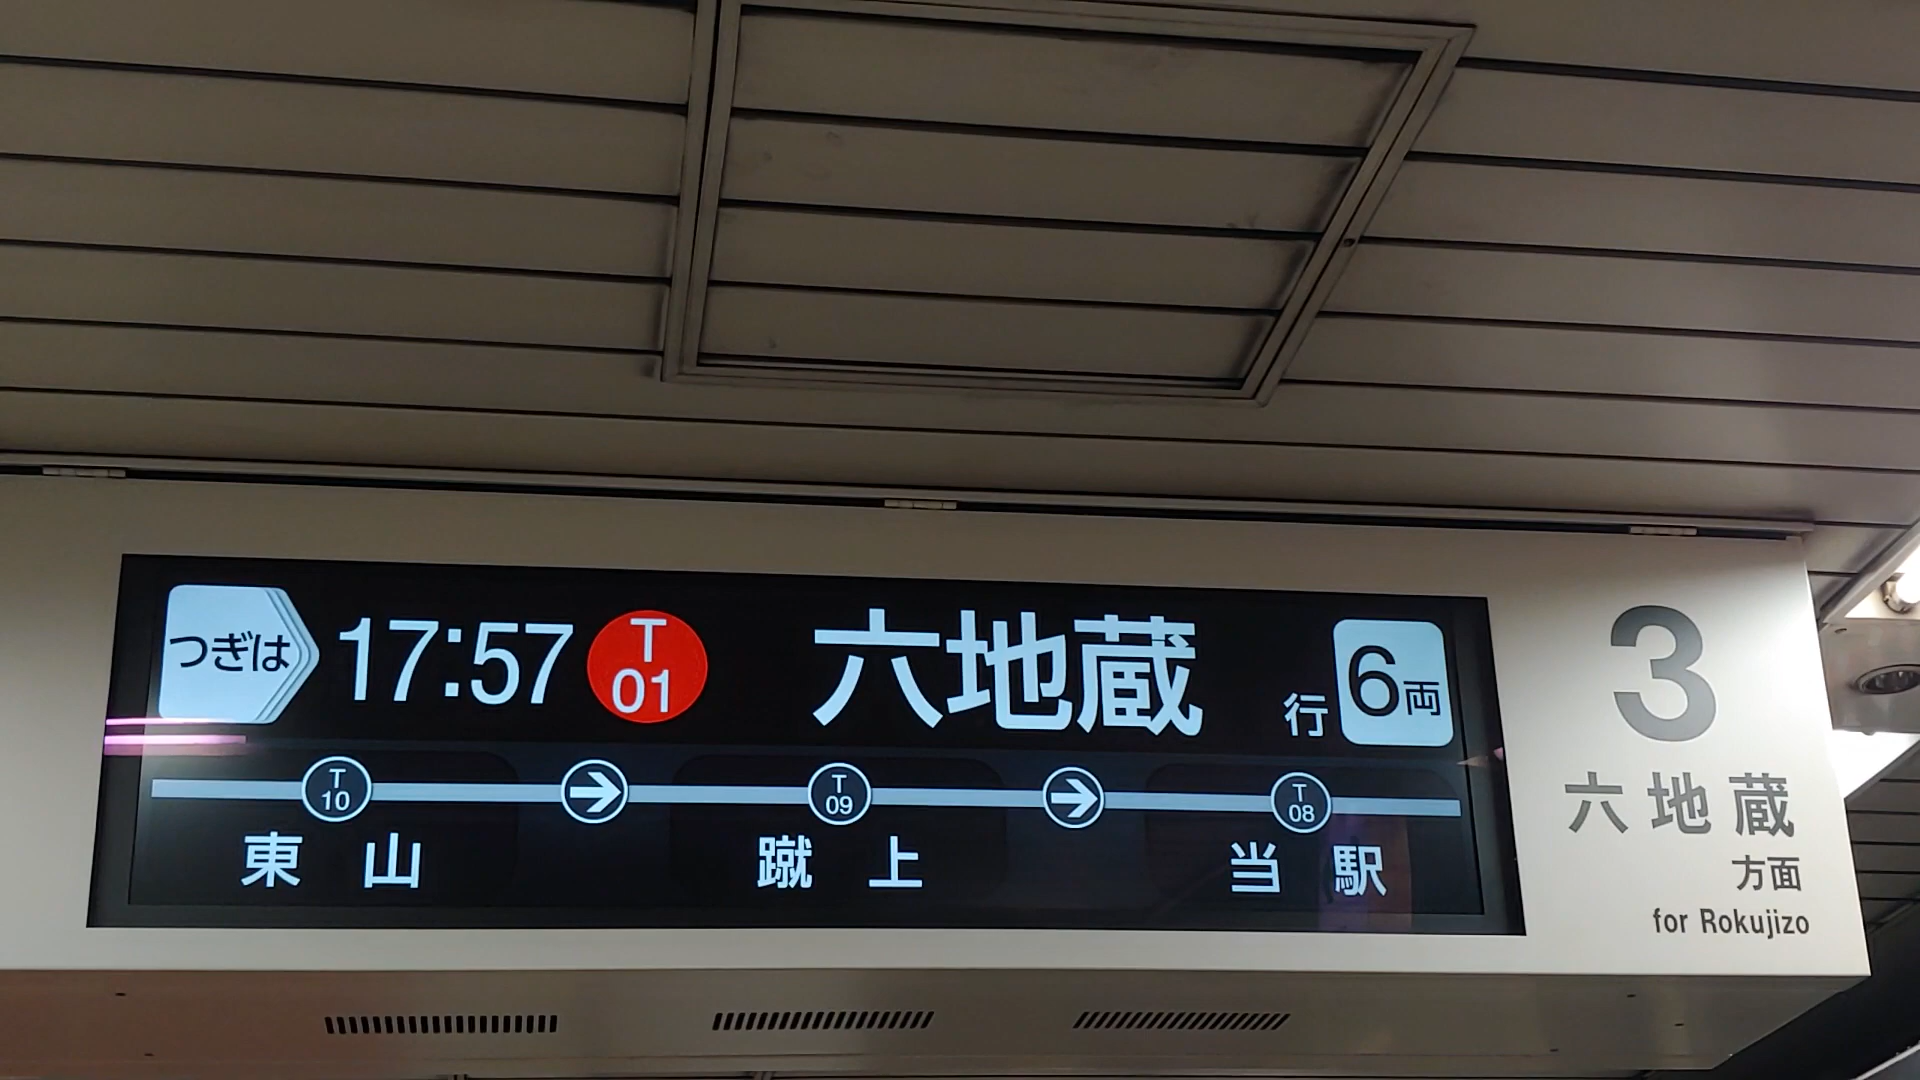 つぎは 17:57 T 01 六地蔵 行 6両
T 10 → T 09 → T 08
東山 蹴上 当駅
3
六地蔵
方面
for Rokujizo